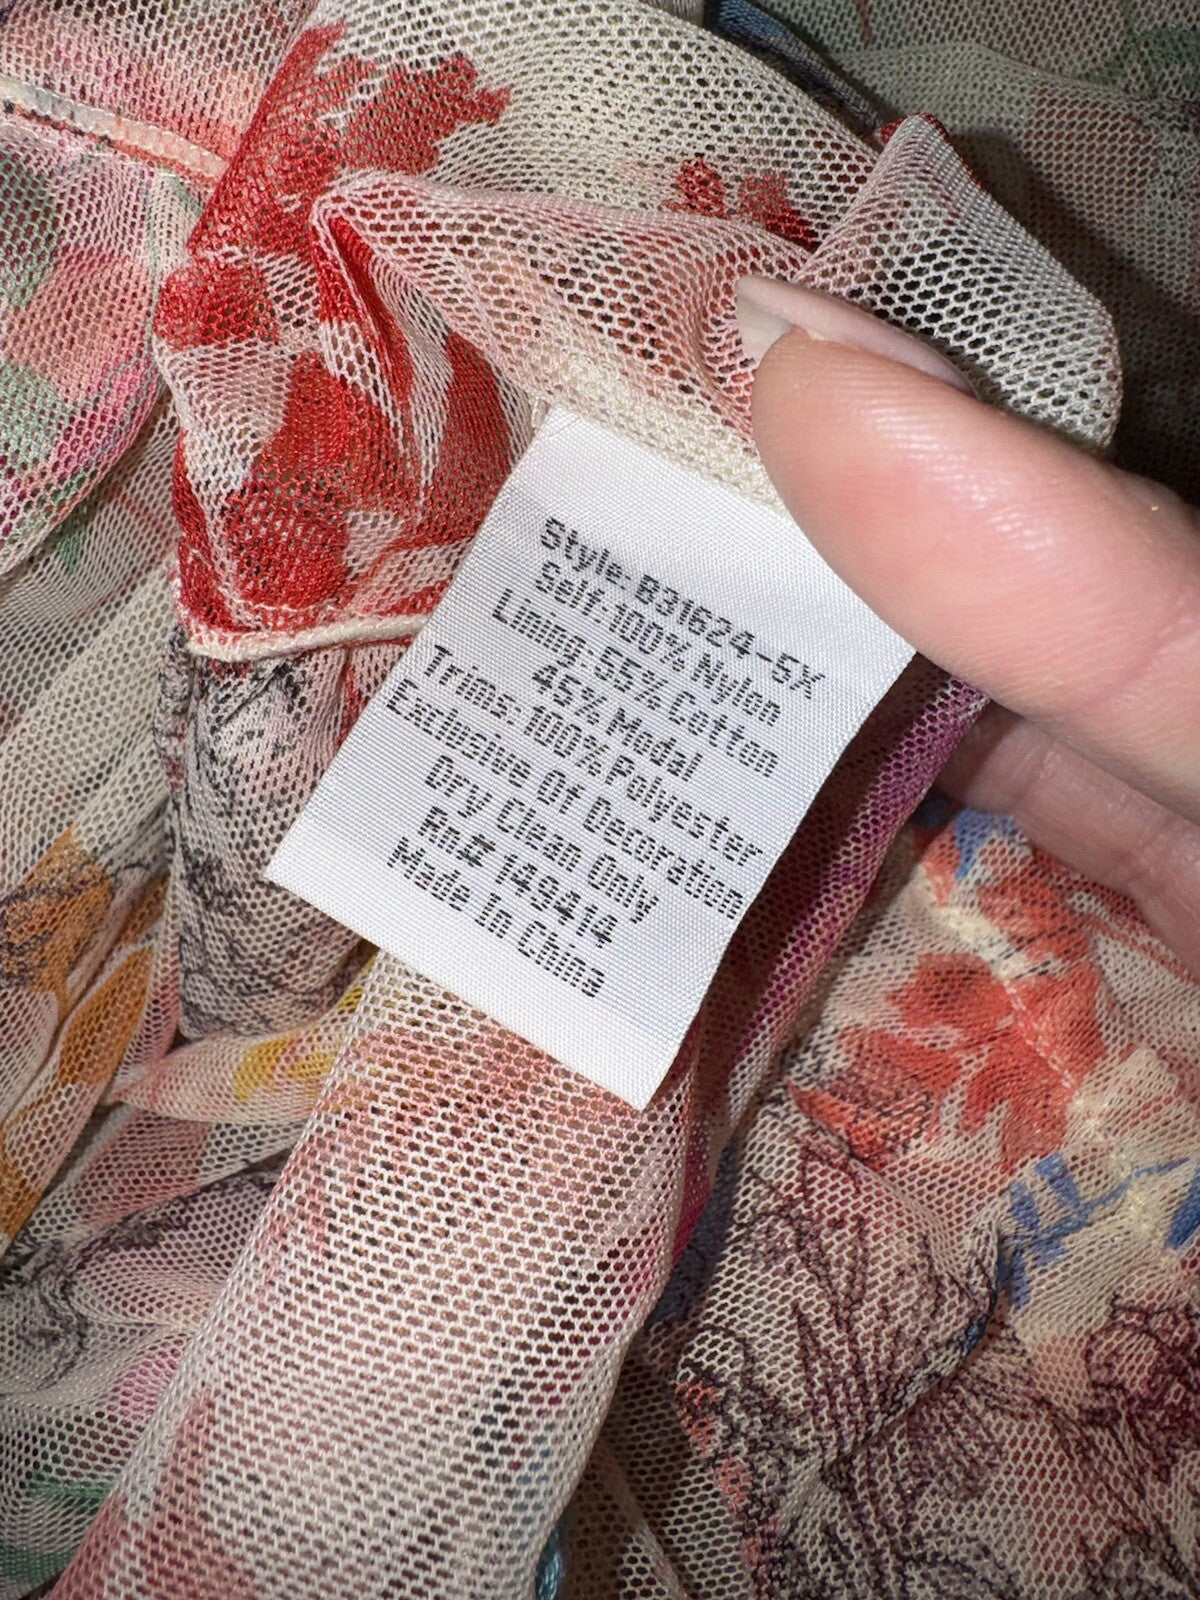 Style: B31624-5X
Self:100% Nylon
Lining:55% Cotton
45% Modal
Trims: 100% Polyester
Exclusive Of Decoration
Dry Clean Only
Rn# 149414
Made In China